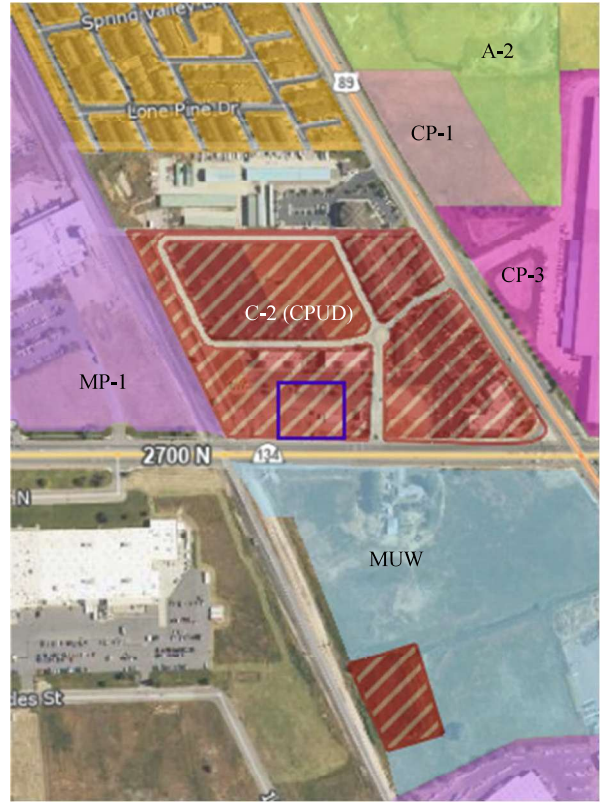 Spring Valley
A-2
89
Lone Pine Dr
CP-1
CP-3
C-2 (CPUD)
MP-1
2700 N
134
N
MUW
des St